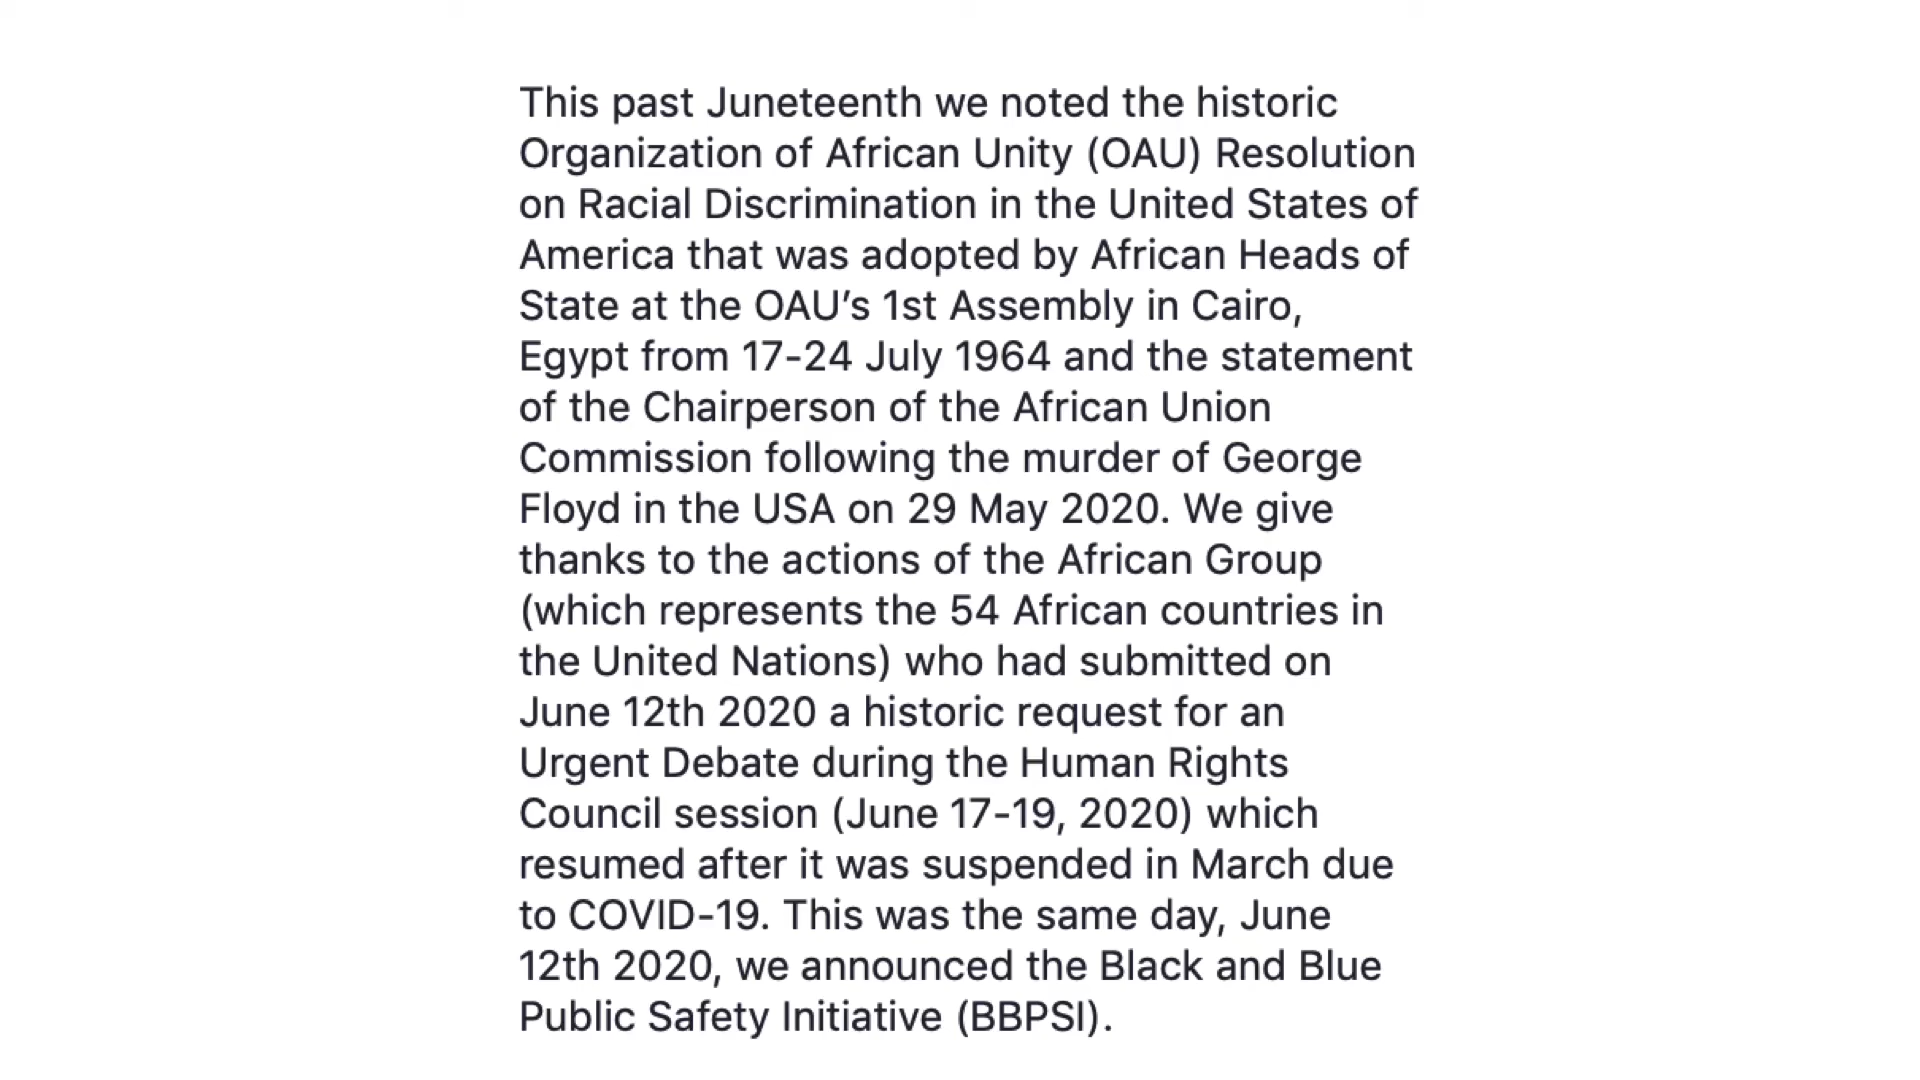 This past Juneteenth we noted the historic
Organization of African Unity (OAU) Resolution
on Racial Discrimination in the United States of
America that was adopted by African Heads of
State at the OAU’s 1st Assembly in Cairo,
Egypt from 17-24 July 1964 and the statement
of the Chairperson of the African Union
Commission following the murder of George
Floyd in the USA on 29 May 2020. We give
thanks to the actions of the African Group
(which represents the 54 African countries in
the United Nations) who had submitted on
June 12th 2020 a historic request for an
Urgent Debate during the Human Rights
Council session (June 17-19, 2020) which
resumed after it was suspended in March due
to COVID-19. This was the same day, June
12th 2020, we announced the Black and Blue
Public Safety Initiative (BBPSI).